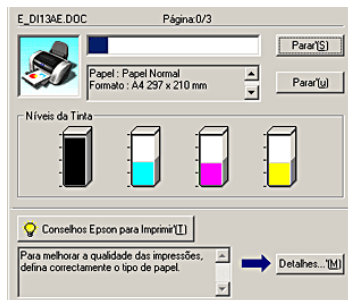 E_DI13AE.DOC Página:0/3
Parar'(S)
Papel : Papel Normal
Formato : A4 297 x 210 mm
Parar'(u)
Níveis da Tinta
Conselhos Epson para Imprimir'(T)
Para melhorar a qualidade das impressões,
defina correctamente o tipo de papel.
Detalhes...'(M)